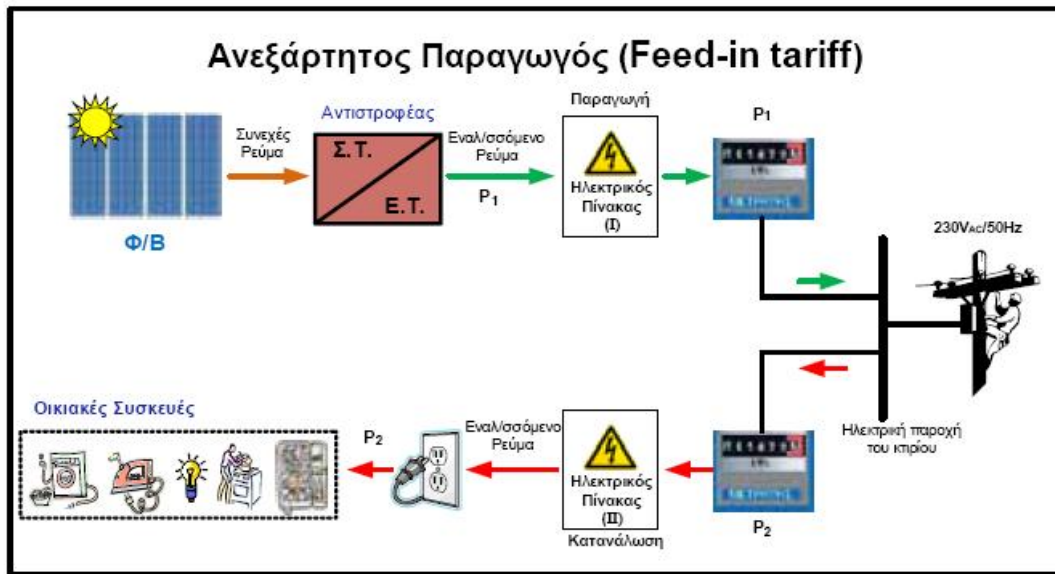 Ανεξάρτητος Παραγωγός (Feed-in tariff)
Συνεχές
Ρεύμα
Αντιστροφέας
Σ.Τ.
Ε.Τ.
Εναλ/σσόμενο
Ρεύμα
P1
Παραγωγή
Ηλεκτρικός
Πίνακας
(I)
P1
Φ/Β
230VAC/50Hz
Ηλεκτρική παροχή
του κτιρίου
Οικιακές Συσκευές
P2
Εναλ/σσόμενο
Ρεύμα
Ηλεκτρικός
Πίνακας
(II)
Κατανάλωση
P2